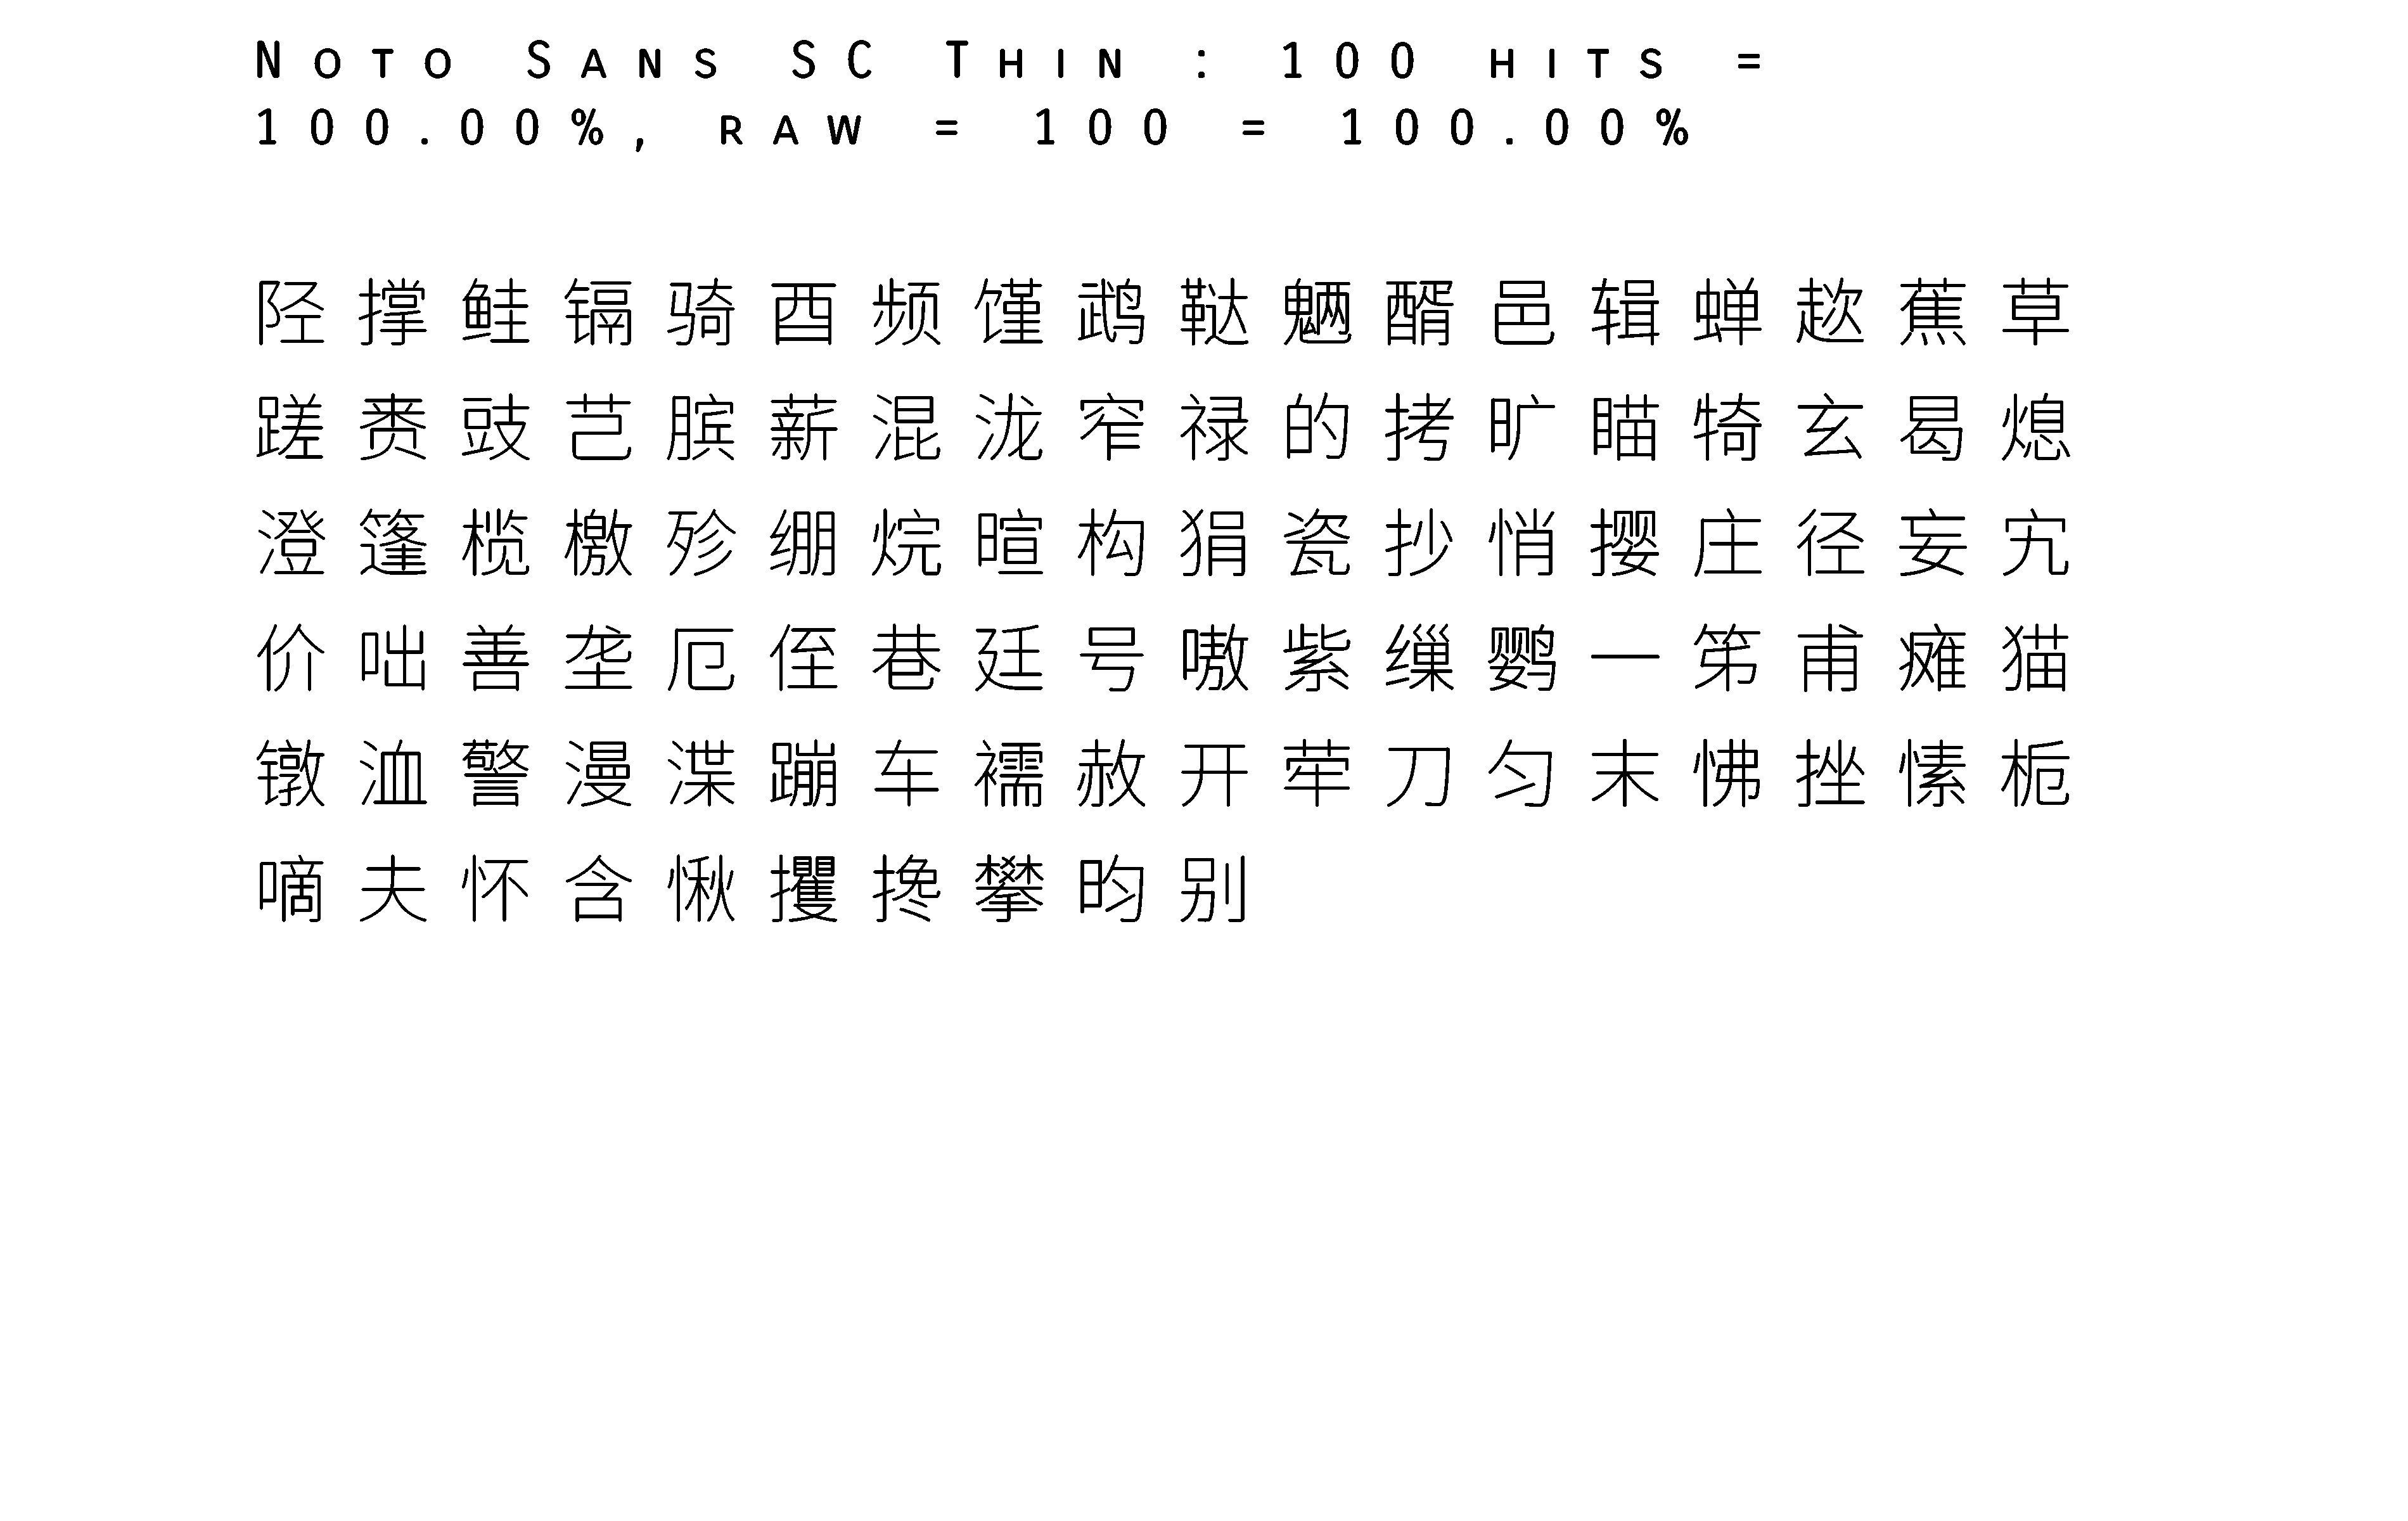 Noto Sans SC Thin : 100 hits =
100.00%, raw = 100 = 100.00%
陉撑鲑镉骑酉频馑鹉鞑魉醑邑辑蝉趑蕉草
蹉赉豉芑膑薪混泷窄禄的拷旷瞄犄玄曷熄
澄篷榄檄殄绷烷暄构狷瓷抄悄撄庄径妄宄
价咄善垄厄侄巷廷号嗷紫缫鹦一笫甫瘫猫
镦洫警漫渫蹦车襦赦开荦刀匀末怫挫愫栀
嘀夫怀含愀攫搀攀昀别